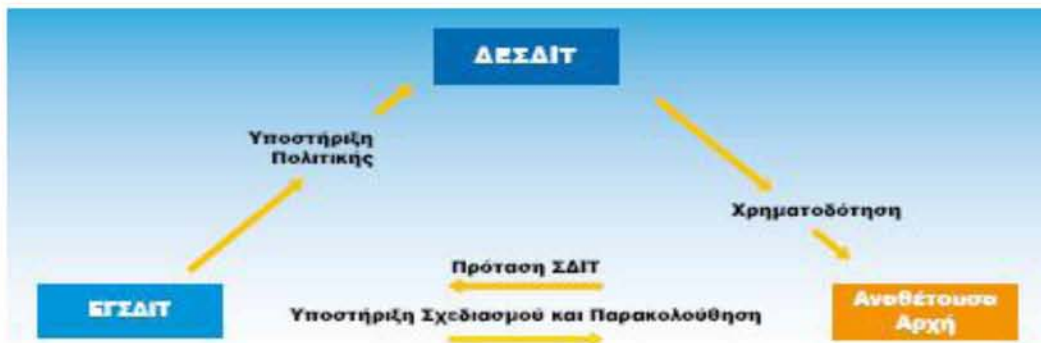 ΔΕΣΔΙΤ
Υποστήριξη
Πολιτικής
Χρηματοδότηση
Πρόταση ΣΔΙΤ
ΕΓΣΔΙΤ
Υποστήριξη Σχεδιασμού και Παρακολούθηση
Αναθέτουσα
Αρχή